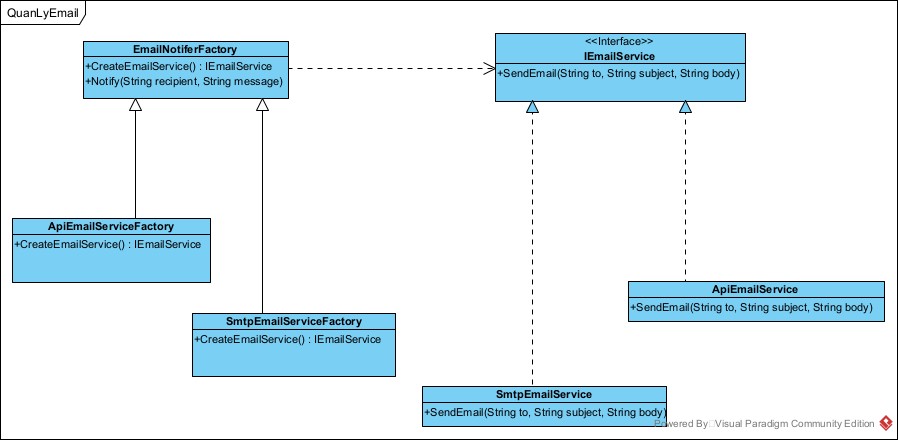 QuanLyEmail
EmailNotiferFactory
+CreateEmailService() : IEmailService
+Notify(String recipient, String message)
<<Interface>>
IEmailService
+SendEmail(String to, String subject, String body)
ApiEmailServiceFactory
+CreateEmailService() : IEmailService
ApiEmailService
+SendEmail(String to, String subject, String body)
SmtpEmailServiceFactory
+CreateEmailService() : IEmailService
SmtpEmailService
+SendEmail(String to, String subject, String body)
Powered By Visual Paradigm Community Edition